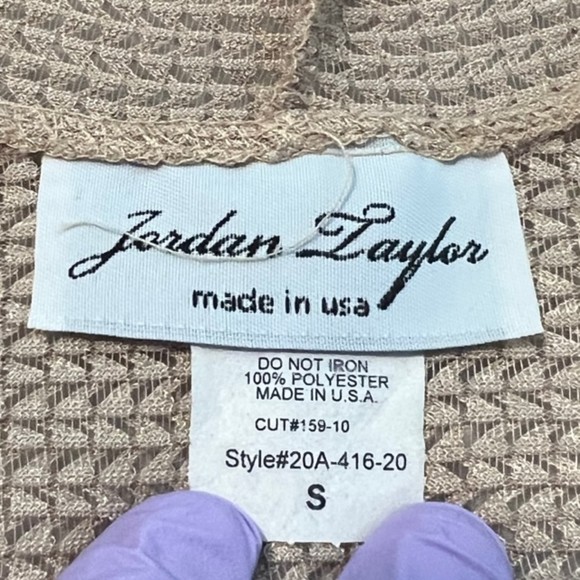 Jordan Taylor
made in usa
DO NOT IRON
100% POLYESTER
MADE IN U.S.A.
CUT#159-10
Style#20A-416-20
S